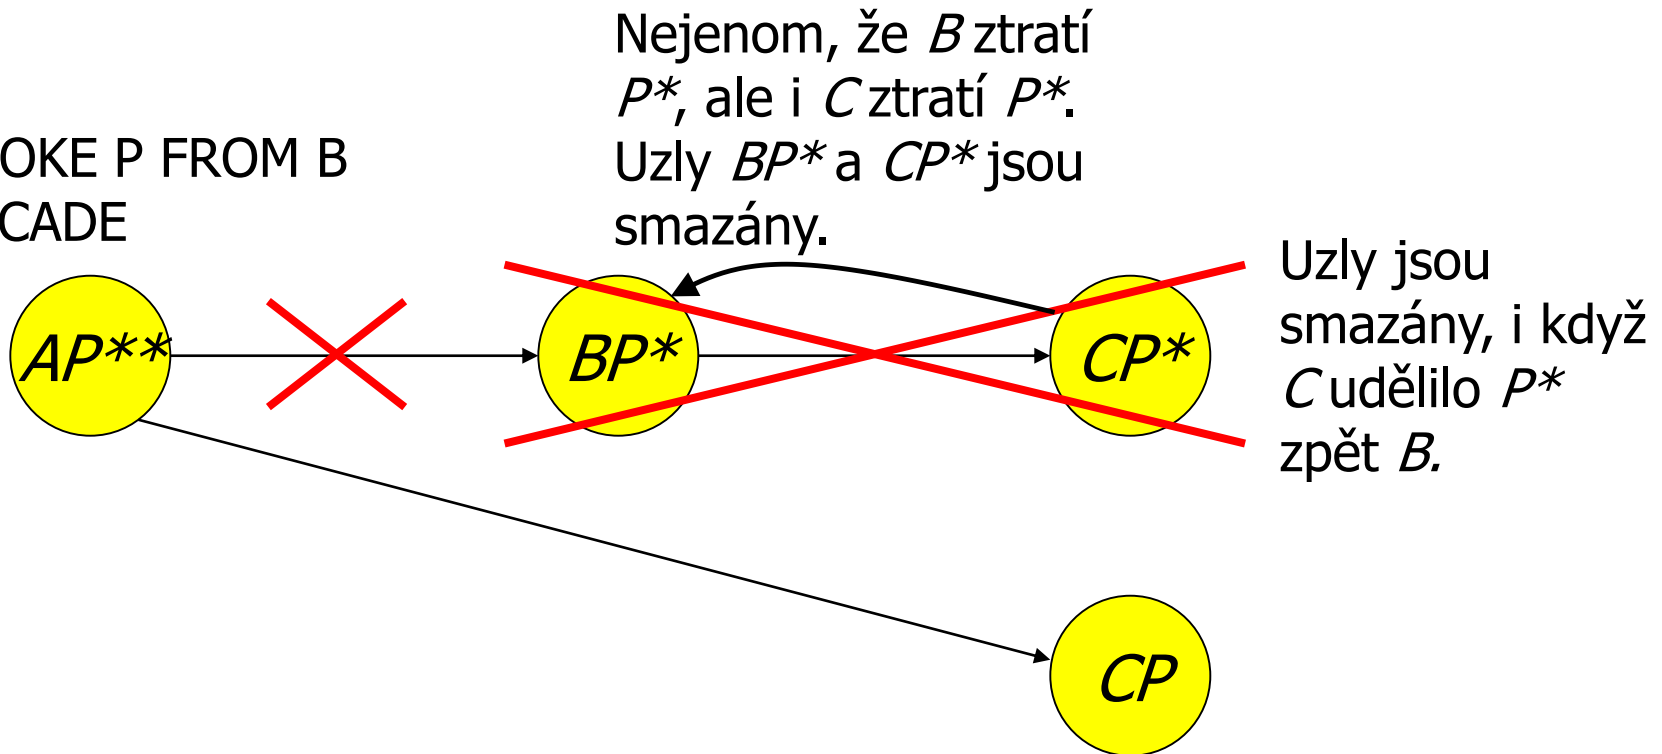 Nejenom, že B ztratí
P*, ale i C ztratí P*.
Uzly BP* a CP* jsou
smazány.
OKE P FROM B
CADE
Uzly jsou
smazány, i když
C udělilo P*
zpět B.
AP**
BP*
CP*
CP